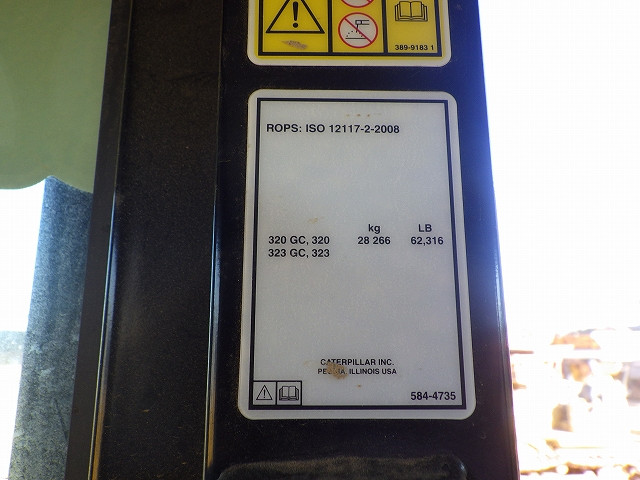 389-9183 1
ROPS: ISO 12117-2-2008
kg LB
320 GC, 320 28 266 62,316
323 GC, 323
CATERPILLAR INC.
ILLINOIS USA
584-4735